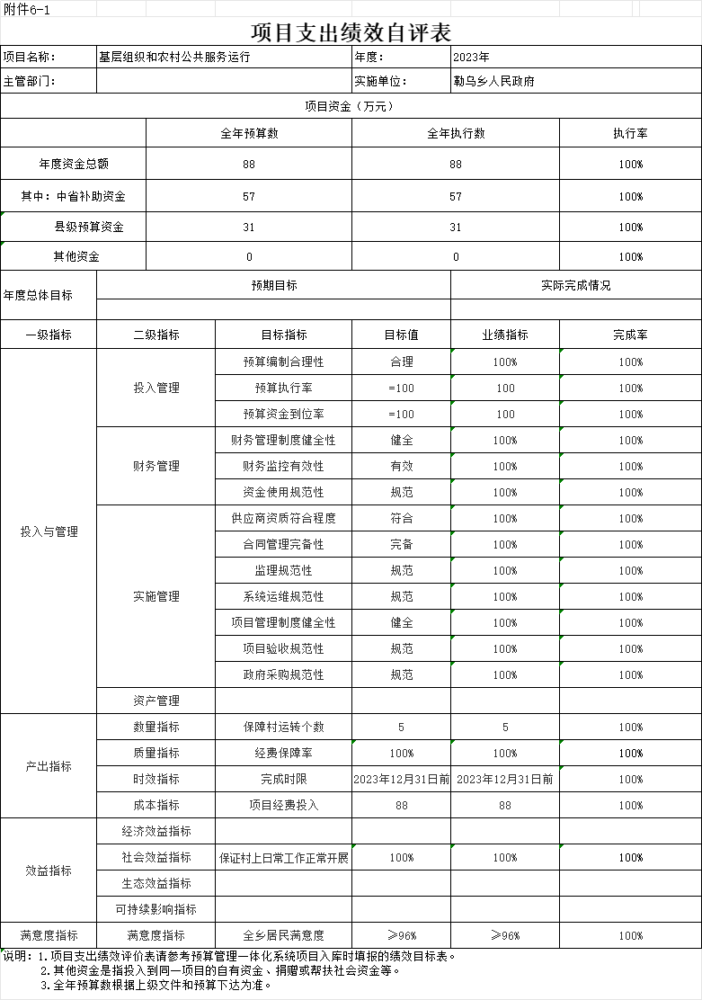 附件6-1
项目支出绩效自评表
项目名称: 基层组织和农村公共服务运行 年度: 2023年
主管部门: 实施单位: 勒乌乡人民政府
项目资金（万元）
全年预算数 全年执行数 执行率
年度资金总额 88 88 100%
其中: 中省补助资金 57 57 100%
县级预算资金 31 31 100%
其他资金 0 0 100%
年度总体目标 预期目标 实际完成情况
一级指标 二级指标 目标指标 目标值 业绩指标 完成率
投入与管理 投入管理 预算编制合理性 合理 100% 100%
预算执行率 =100 100 100%
预算资金到位率 =100 100 100%
财务管理 财务管理制度健全性 健全 100% 100%
财务监控有效性 有效 100% 100%
资金使用规范性 规范 100% 100%
实施管理 供应商资质符合程度 符合 100% 100%
合同管理完备性 完备 100% 100%
监理规范性 规范 100% 100%
系统运维规范性 规范 100% 100%
项目管理制度健全性 健全 100% 100%
项目验收规范性 规范 100% 100%
政府采购规范性 规范 100% 100%
资产管理
产出指标 数量指标 保障村运转个数 5 5 100%
质量指标 经费保障率 100% 100% 100%
时效指标 完成时限 2023年12月31日前 2023年12月31日前 100%
成本指标 项目经费投入 88 88 100%
效益指标 经济效益指标
社会效益指标 保证村上日常工作正常开展 100% 100% 100%
生态效益指标
可持续影响指标
满意度指标 满意度指标 全乡居民满意度 ≥96% ≥96% 100%
说明: 1.项目支出绩效评价表请参考预算管理一体化系统项目入库时填报的绩效目标表。
2.其他资金是指投入到同一项目的自有资金、捐赠或帮扶社会资金等。
3.全年预算数根据上级文件和预算下达为准。